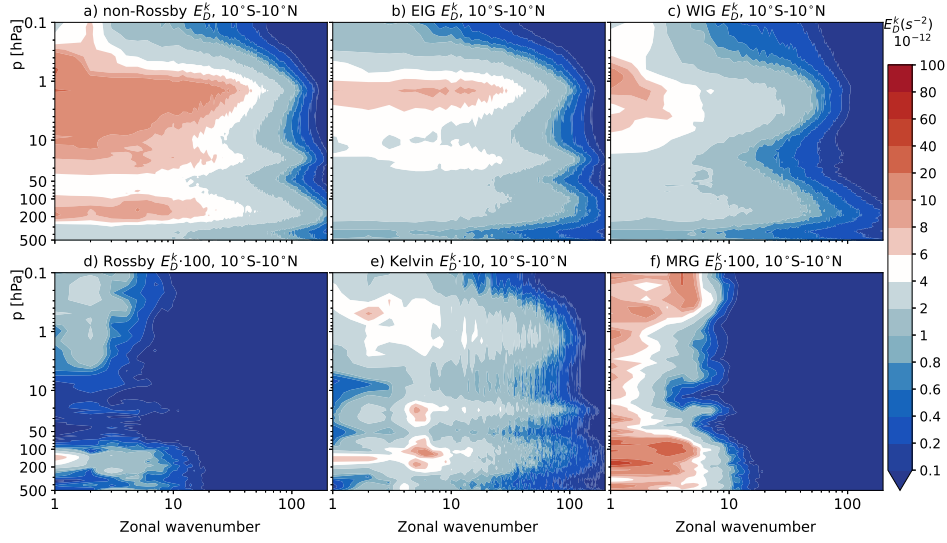 a) non-Rossby E_D^k, 10°S-10°N
b) EIG E_D^k, 10°S-10°N
c) WIG E_D^k, 10°S-10°N
E_D^k(s^-2)
10^-12
p [hPa]
0.1
1
10
50
100
200
500
1 10 100
100
80
60
40
20
10
8
6
4
2
1
0.8
0.6
0.4
0.2
0.1
d) Rossby E_D^k·100, 10°S-10°N
e) Kelvin E_D^k·10, 10°S-10°N
f) MRG E_D^k·100, 10°S-10°N
p [hPa]
0.1
1
10
50
100
200
500
1 10 100
1 10 100
1 10 100
Zonal wavenumber
Zonal wavenumber
Zonal wavenumber